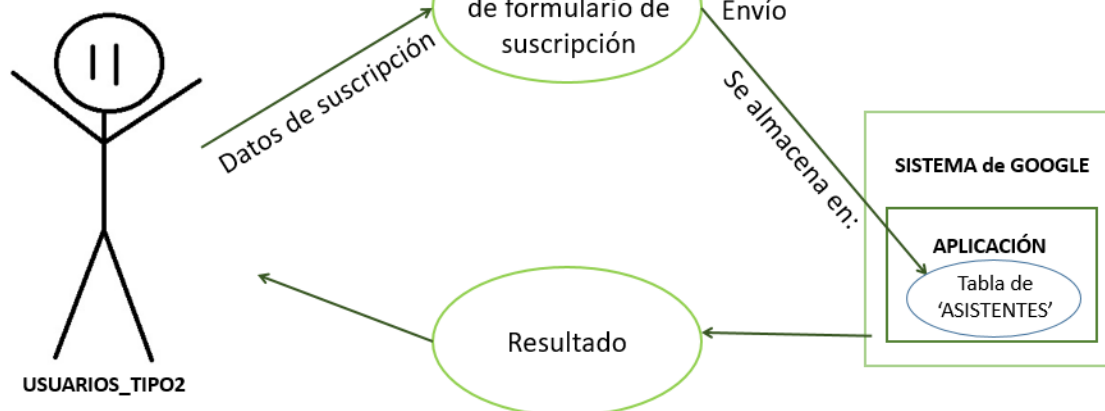 de formulario de
suscripción
Envío
Datos de suscripción
Se almacena en:
SISTEMA de GOOGLE
APLICACIÓN
Tabla de
‘ASISTENTES’
Resultado
USUARIOS_TIPO2